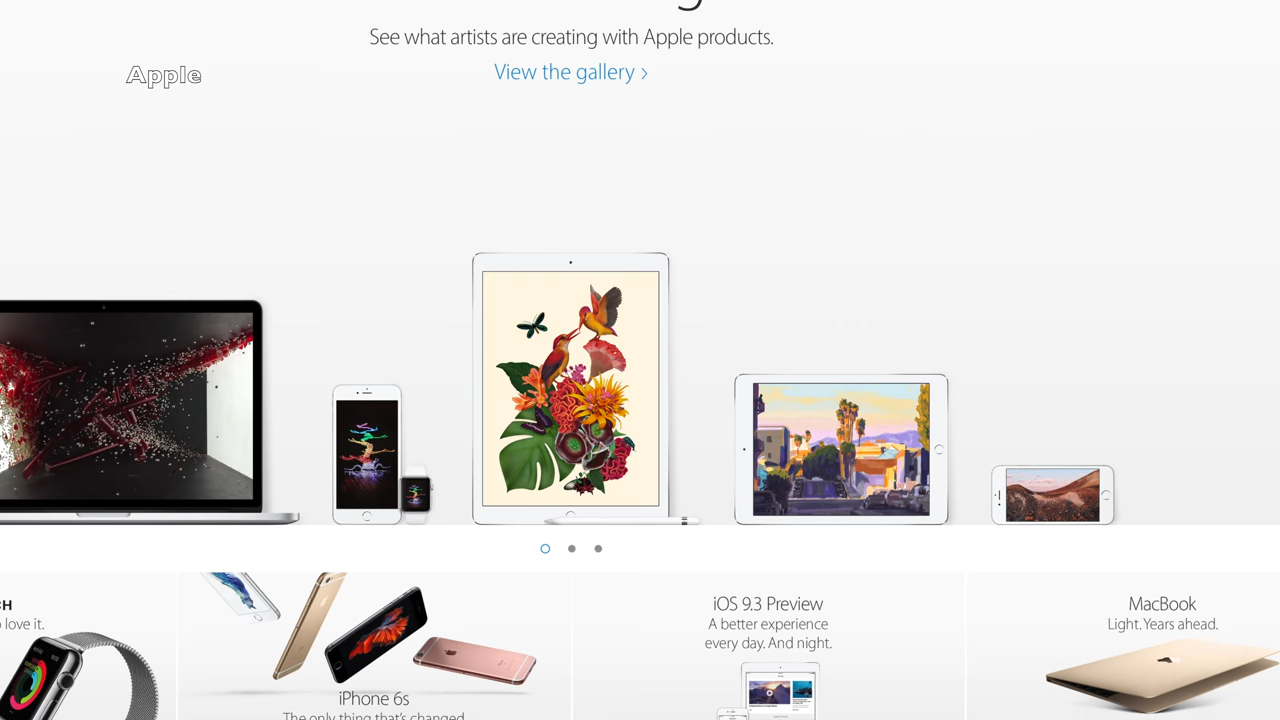 See what artists are creating with Apple products.
View the gallery ›
Apple
love it.
iPhone 6s
The only thing that's changed
iOS 9.3 Preview
A better experience
every day. And night.
MacBook
Light. Years ahead.